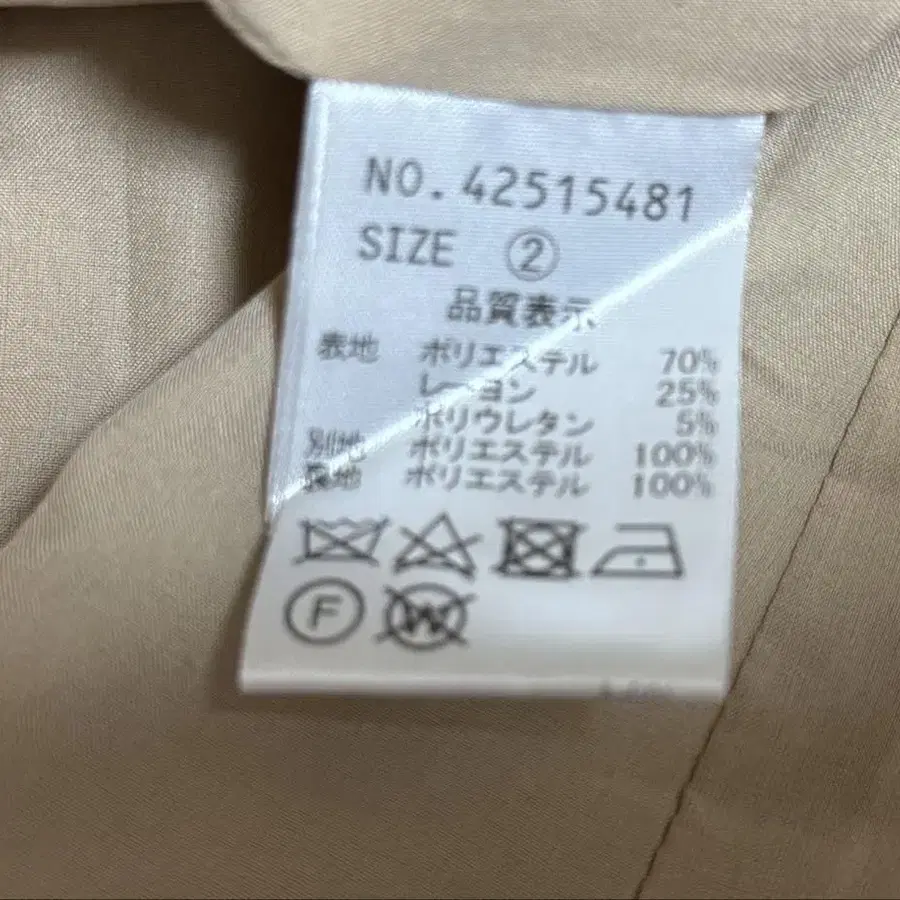 NO.42515481
SIZE ②
品質表示
表地 ポリエステル 70%
レーヨン 25%
ポリウレタン 5%
別地 ポリエステル 100%
裏地 ポリエステル 100%
F
W